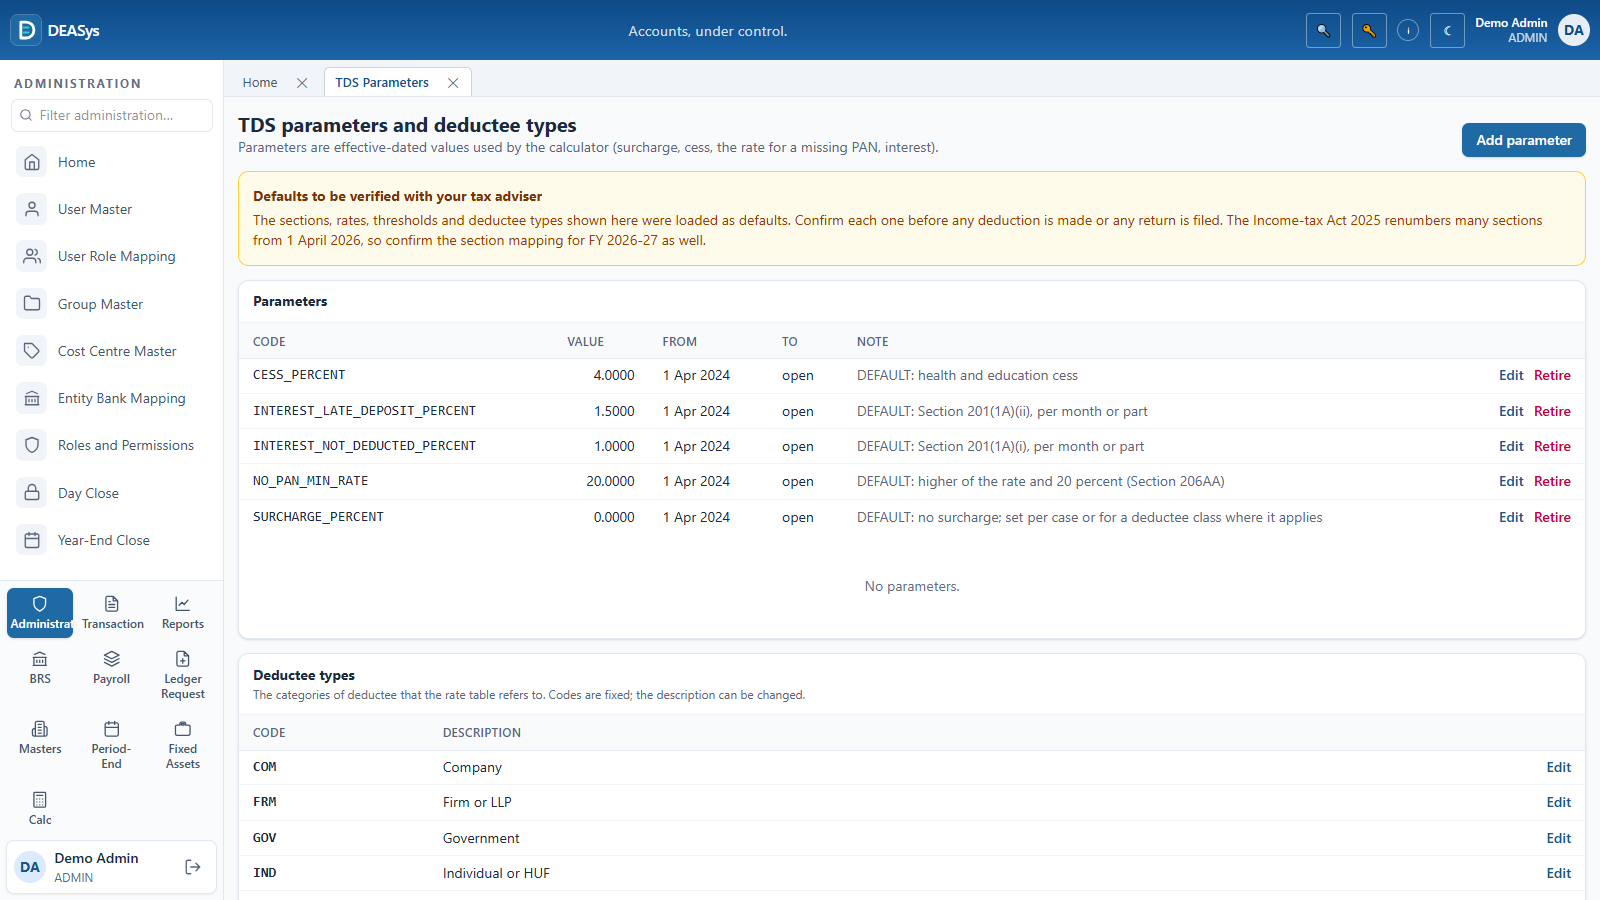 DEASys
Accounts, under control.
Demo Admin
ADMIN
DA
ADMINISTRATION
Filter administration...
Home
User Master
User Role Mapping
Group Master
Cost Centre Master
Entity Bank Mapping
Roles and Permissions
Day Close
Year-End Close
Administrat
Transaction
Reports
BRS
Payroll
Ledger
Request
Masters
Period-
End
Fixed
Assets
Calc
DA
Demo Admin
ADMIN
Home
TDS Parameters
TDS parameters and deductee types
Parameters are effective-dated values used by the calculator (surcharge, cess, the rate for a missing PAN, interest).
Add parameter
Defaults to be verified with your tax adviser
The sections, rates, thresholds and deductee types shown here were loaded as defaults. Confirm each one before any deduction is made or any return is filed. The Income-tax Act 2025 renumbers many sections
from 1 April 2026, so confirm the section mapping for FY 2026-27 as well.
Parameters
CODE VALUE FROM TO NOTE
CESS_PERCENT 4.0000 1 Apr 2024 open DEFAULT: health and education cess Edit Retire
INTEREST_LATE_DEPOSIT_PERCENT 1.5000 1 Apr 2024 open DEFAULT: Section 201(1A)(ii), per month or part Edit Retire
INTEREST_NOT_DEDUCTED_PERCENT 1.0000 1 Apr 2024 open DEFAULT: Section 201(1A)(i), per month or part Edit Retire
NO_PAN_MIN_RATE 20.0000 1 Apr 2024 open DEFAULT: higher of the rate and 20 percent (Section 206AA) Edit Retire
SURCHARGE_PERCENT 0.0000 1 Apr 2024 open DEFAULT: no surcharge; set per case or for a deductee class where it applies Edit Retire
No parameters.
Deductee types
The categories of deductee that the rate table refers to. Codes are fixed; the description can be changed.
CODE DESCRIPTION
COM Company Edit
FRM Firm or LLP Edit
GOV Government Edit
IND Individual or HUF Edit